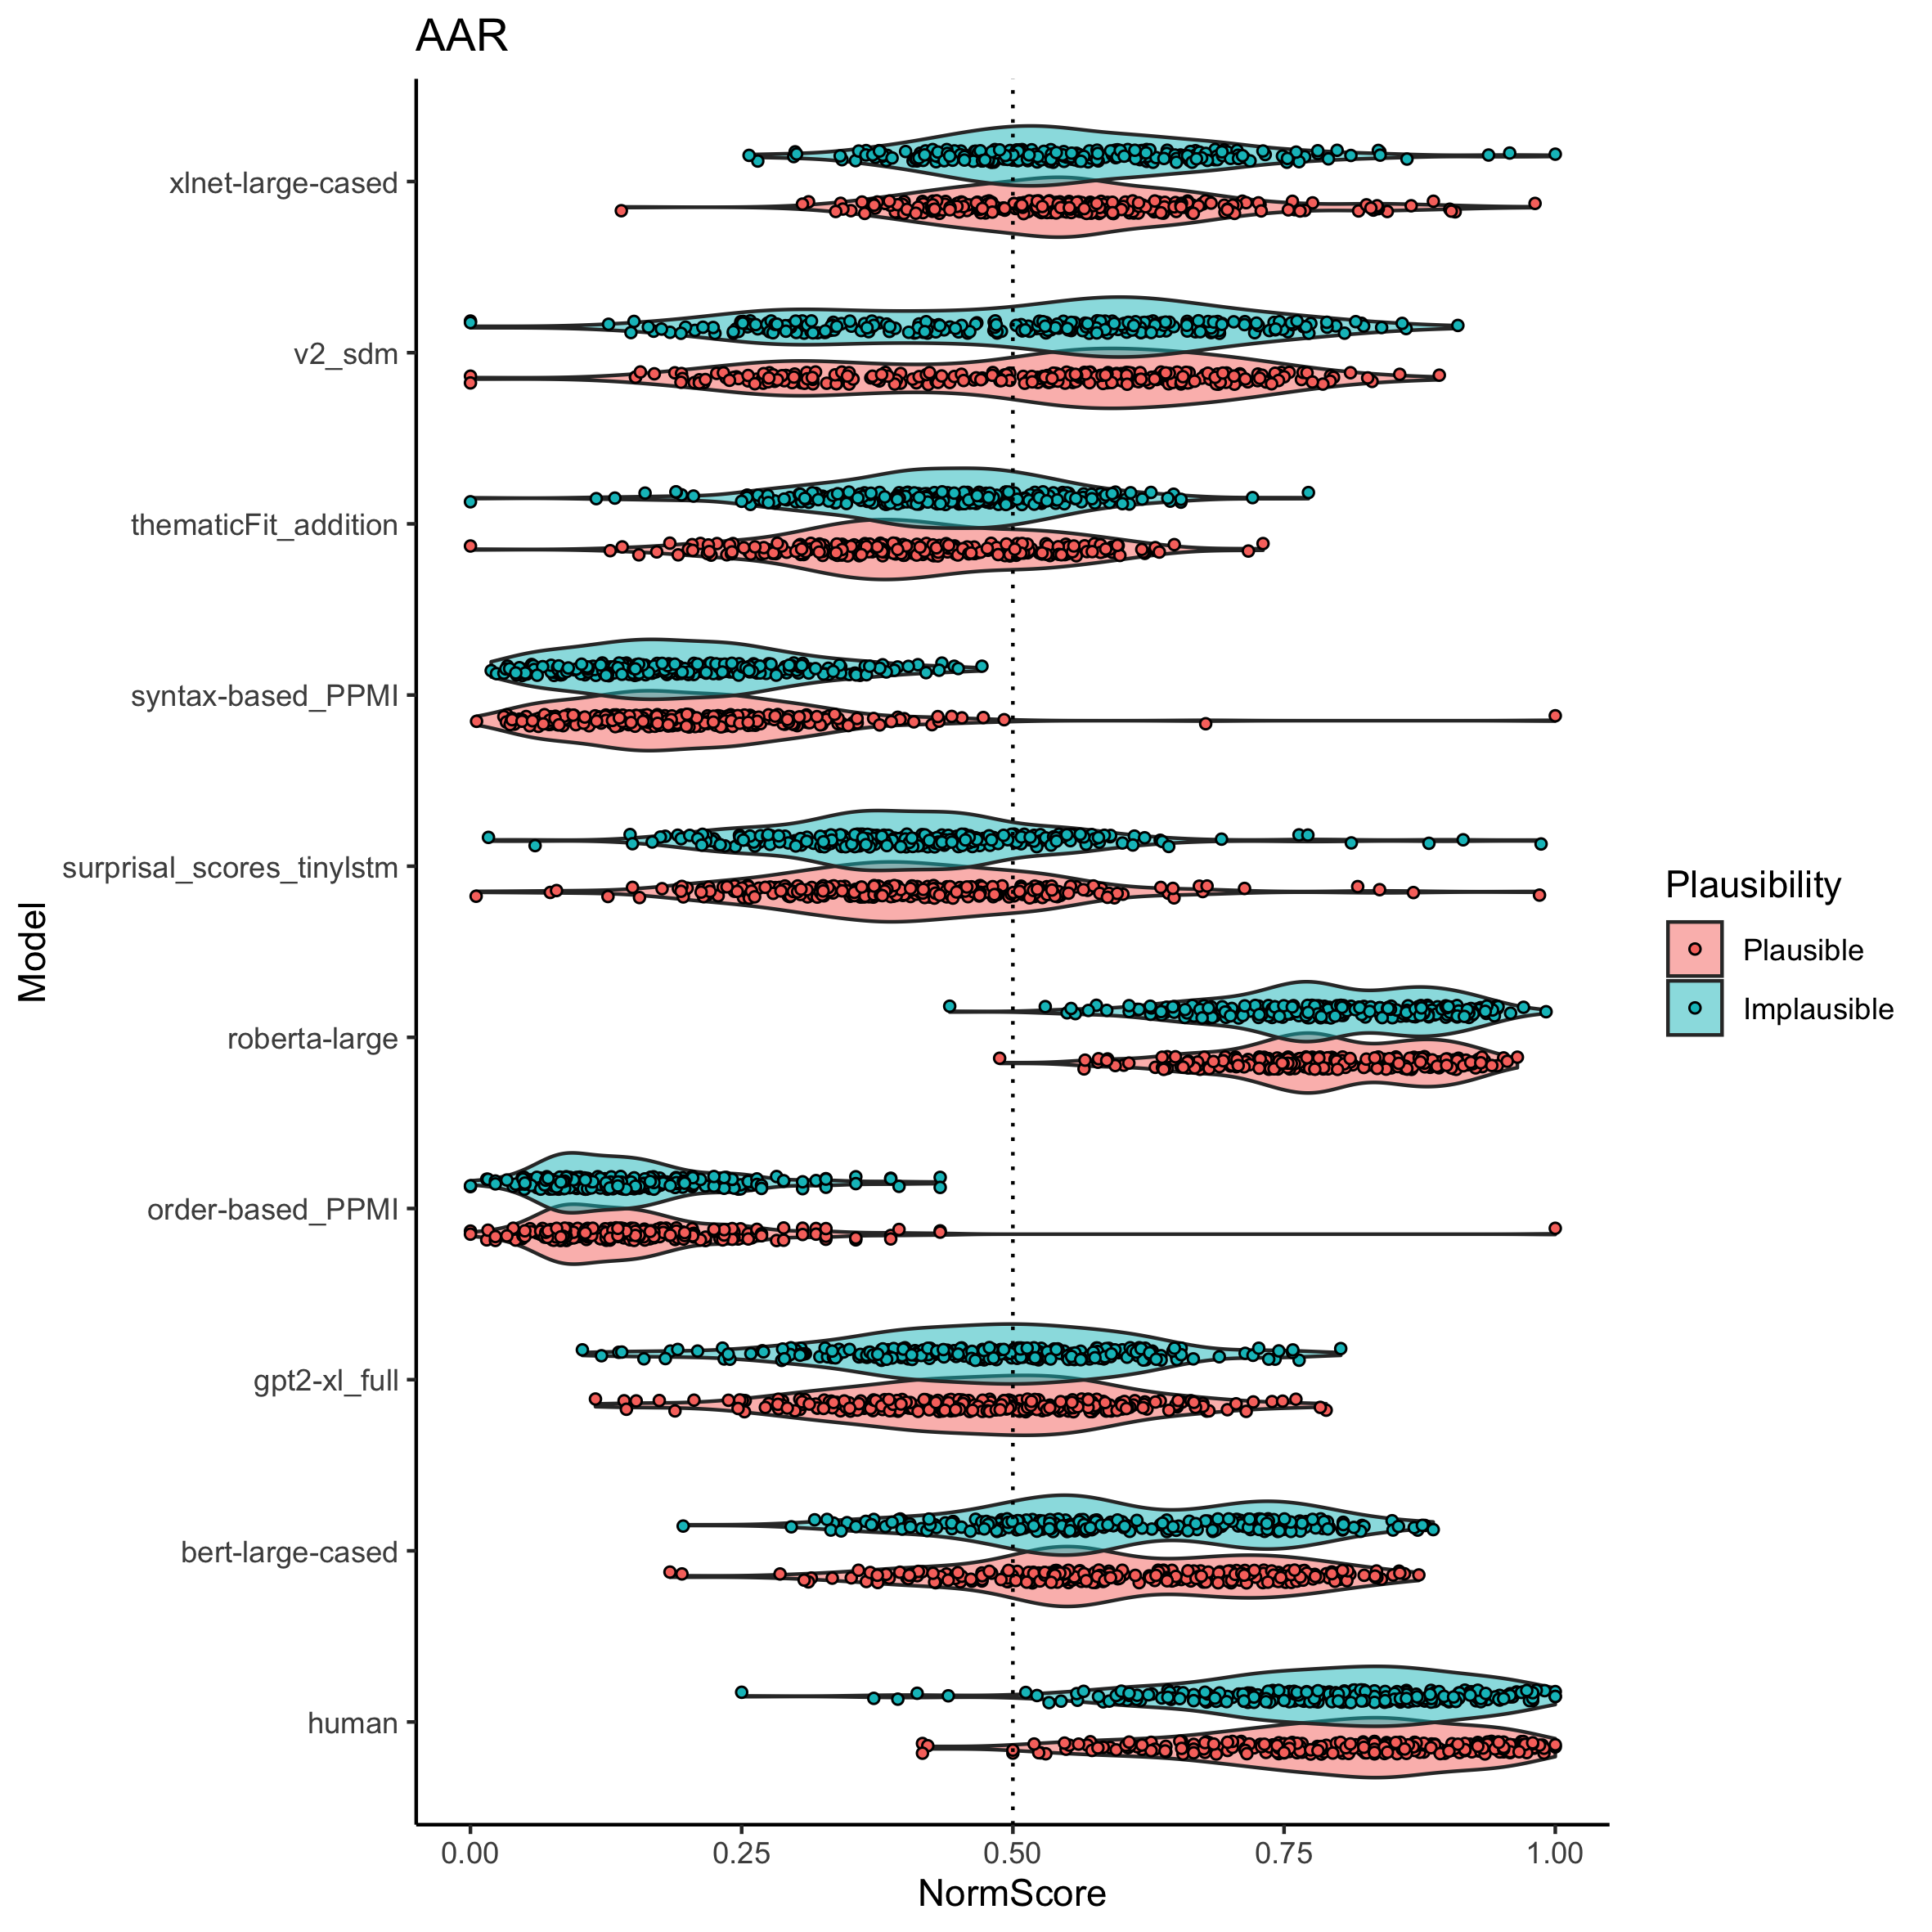 AAR
xlnet-large-cased
v2_sdm
thematicFit_addition
syntax-based_PPMI
surprisal_scores_tinylstm
roberta-large
order-based_PPMI
gpt2-xl_full
bert-large-cased
human
Model
0.00
0.25
0.50
0.75
1.00
NormScore
Plausibility
Plausible
Implausible